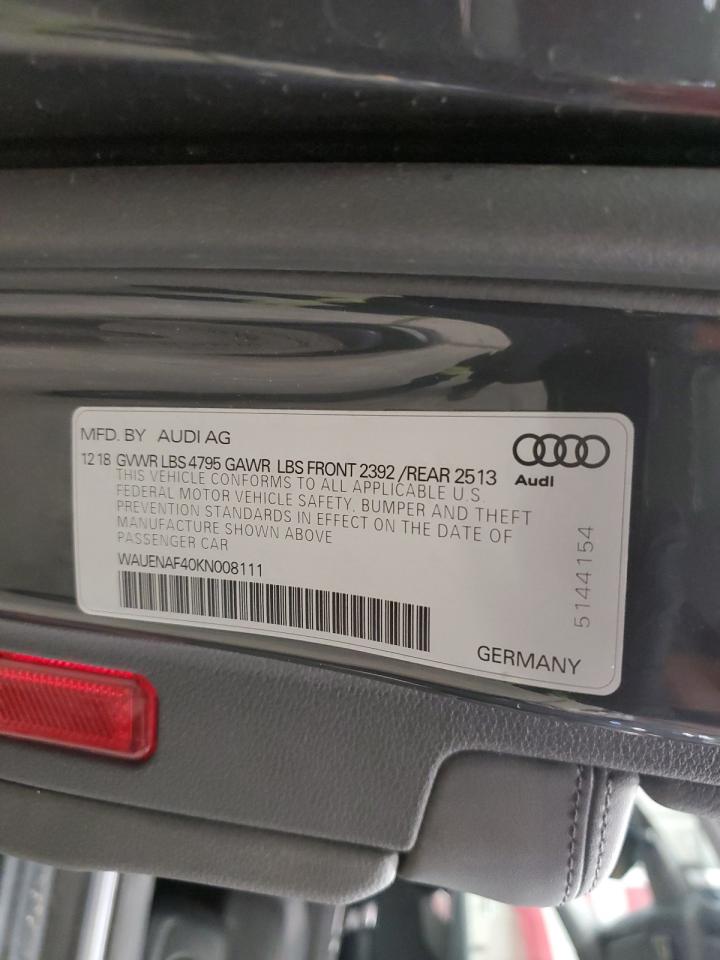 MFD. BY AUDI AG
12 18 GVWR LBS 4795 GAWR LBS FRONT 2392 /REAR 2513
THIS VEHICLE CONFORMS TO ALL APPLICABLE U.S.
FEDERAL MOTOR VEHICLE SAFETY, BUMPER AND THEFT
PREVENTION STANDARDS IN EFFECT ON THE DATE OF
MANUFACTURE SHOWN ABOVE
PASSENGER CAR
WAUENAF40KN008111
Audi
5144154
GERMANY